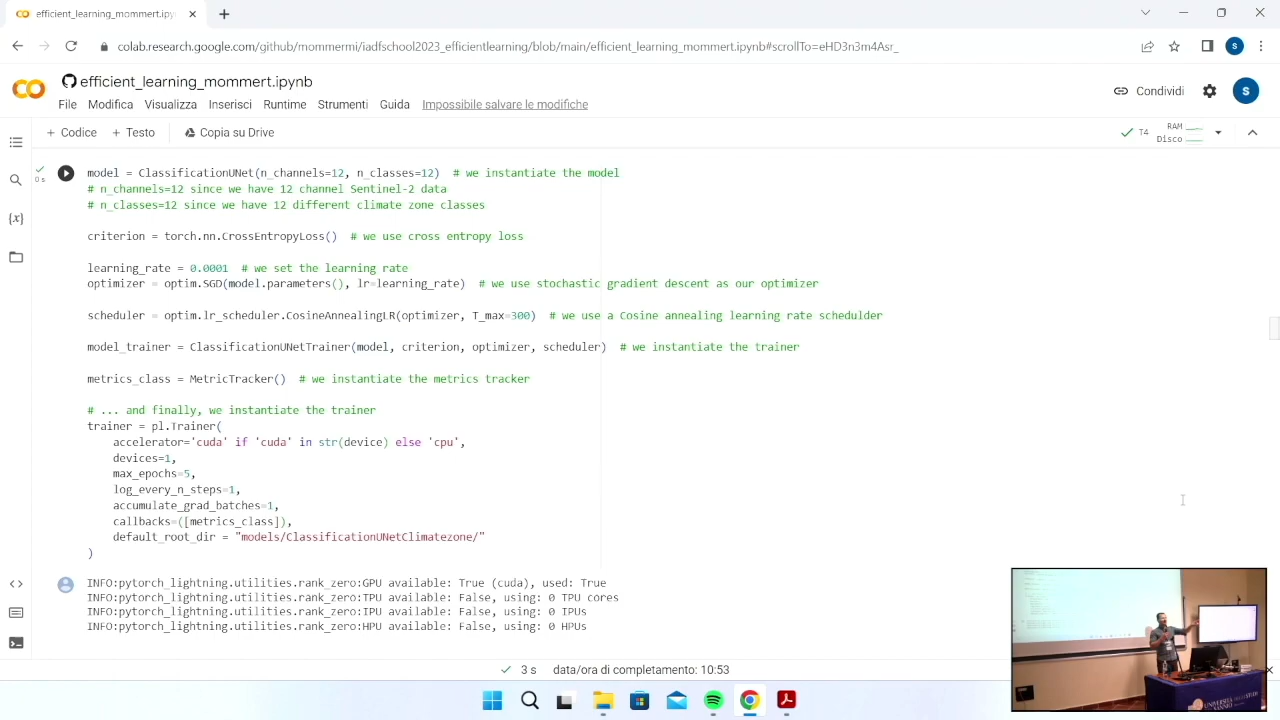 efficient_learning_mommert.ipyn
colab.research.google.com/github/mommermi/iadfschool2023_efficientlearning/blob/main/efficient_learning_mommert.ipynb#scrollTo=eHD3n3m4Asr_
S
efficient_learning_mommert.ipynb
File Modifica Visualizza Inserisci Runtime Strumenti Guida Impossibile salvare le modifiche
Condividi
S
+ Codice + Testo Copia su Drive
T4 RAM
Disco
0s
model = ClassificationUNet(n_channels=12, n_classes=12)  # we instantiate the model
# n_channels=12 since we have 12 channel Sentinel-2 data
# n_classes=12 since we have 12 different climate zone classes
criterion = torch.nn.CrossEntropyLoss()  # we use cross entropy loss
learning_rate = 0.0001  # we set the learning rate
optimizer = optim.SGD(model.parameters(), lr=learning_rate)  # we use stochastic gradient descent as our optimizer
scheduler = optim.lr_scheduler.CosineAnnealingLR(optimizer, T_max=300)  # we use a Cosine annealing learning rate schedulder
model_trainer = ClassificationUNetTrainer(model, criterion, optimizer, scheduler)  # we instantiate the trainer
metrics_class = MetricTracker()  # we instantiate the metrics tracker
# ... and finally, we instantiate the trainer
trainer = pl.Trainer(
accelerator='cuda' if 'cuda' in str(device) else 'cpu',
devices=1,
max_epochs=5,
log_every_n_steps=1,
accumulate_grad_batches=1,
callbacks=([metrics_class]),
default_root_dir = "models/ClassificationUNetClimatezone/"
)
INFO:pytorch_lightning.utilities.rank_zero:GPU available: True (cuda), used: True
INFO:pytorch_lightning.utilities.rank_zero:TPU available: False, using: 0 TPU cores
INFO:pytorch_lightning.utilities.rank_zero:IPU available: False, using: 0 IPUs
INFO:pytorch_lightning.utilities.rank_zero:HPU available: False, using: 0 HPUs
3 s data/ora di completamento: 10:53
UNIVERSITÀ